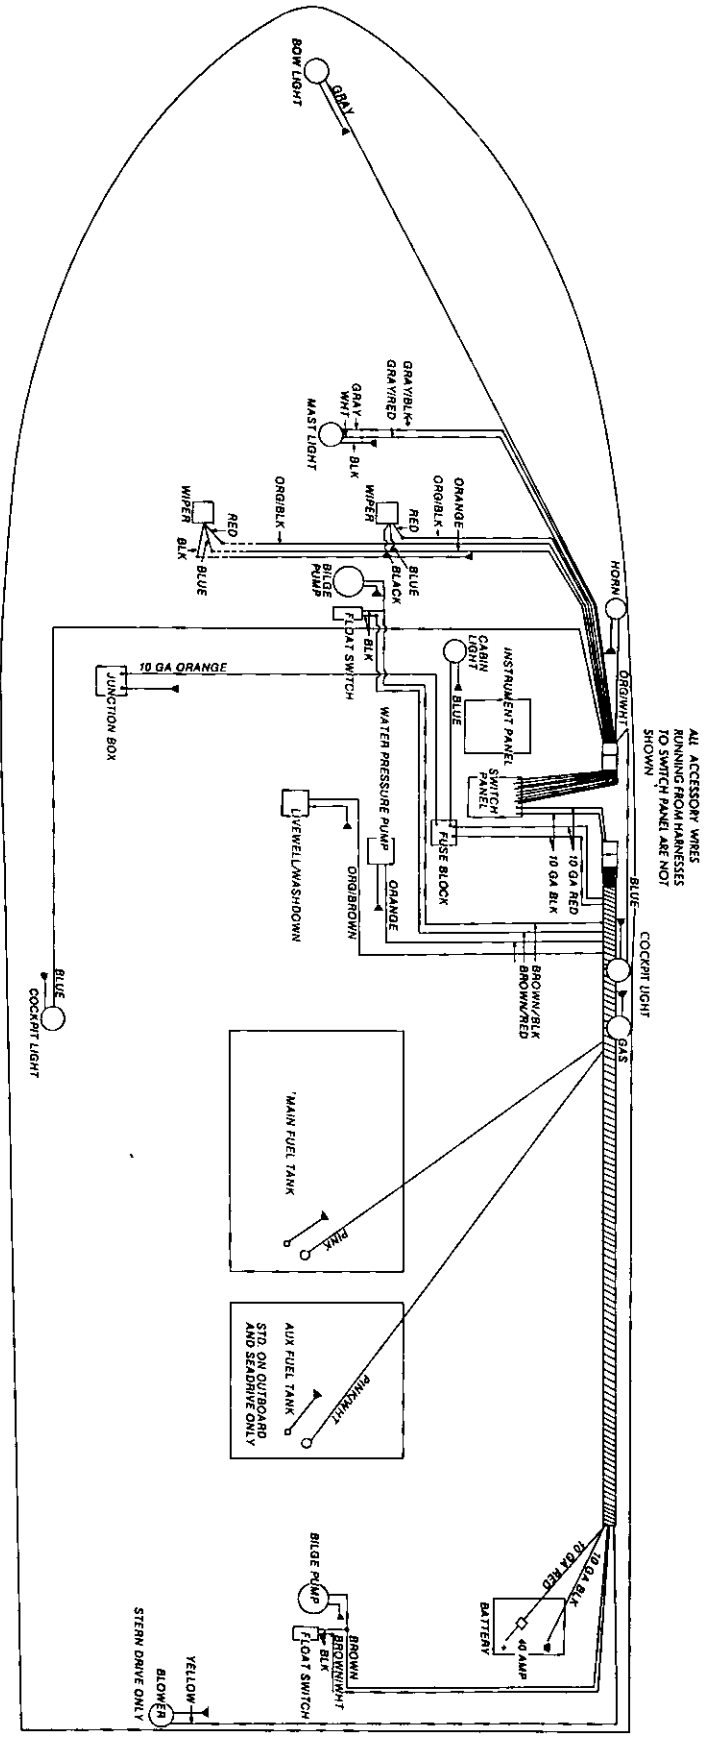 BOW LIGHT
GRAY
GRAY/BLK
GRAY/RED
GRAY
WHT
MAST LIGHT
BLK
ORANGE
ORG/BLK
ORG/BLK
RED
WIPER
RED
WIPER
BLUE
BLACK
BLUE
BLK
BILGE
PUMP
BLK
FLOAT SWITCH
HORN
ORG/WHT
ALL ACCESSORY WIRES
RUNNING FROM HARNESSES
TO SWITCH PANEL ARE NOT
SHOWN
CABIN
LIGHT
BLUE
INSTRUMENT PANEL
SWITCH
PANEL
10 GA ORANGE
JUNCTION BOX
WATER PRESSURE PUMP
ORANGE
FUSE BLOCK
10 GA RED
10 GA BLK
LIVEWELL/WASHDOWN
ORG/BROWN
BLUE
COCKPIT LIGHT
GAS
BROWN/BLK
BROWN/RED
BLUE
COCKPIT LIGHT
MAIN FUEL TANK
PINK
AUX FUEL TANK
STD. ON OUTBOARD
AND SEADRIVE ONLY
PINK/WHT
10 GA BLK
10 GA RED
40 AMP
+
BATTERY
BILGE PUMP
BROWN
BROWN/WHT
BLK
FLOAT SWITCH
YELLOW
BLOWER
STERN DRIVE ONLY